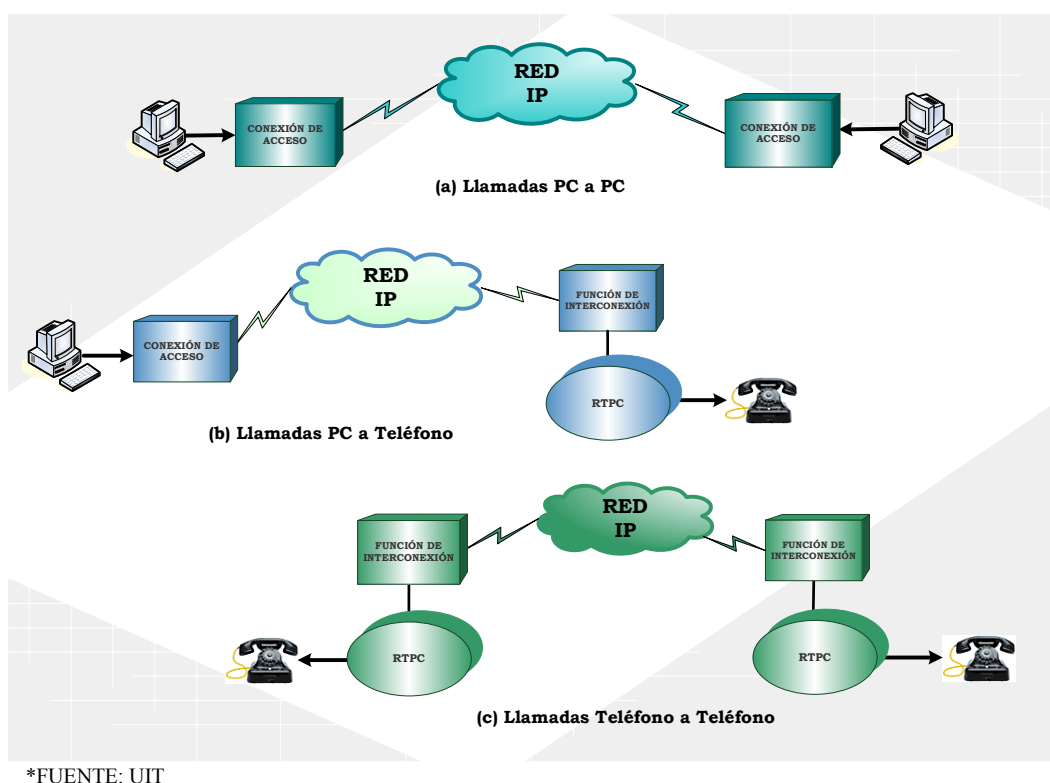 RED
IP
CONEXIÓN DE
ACCESO
CONEXIÓN DE
ACCESO
(a) Llamadas PC a PC
RED
IP
FUNCIÓN DE
INTERCONEXIÓN
CONEXIÓN DE
ACCESO
RTPC
(b) Llamadas PC a Teléfono
RED
IP
FUNCIÓN DE
INTERCONEXIÓN
FUNCIÓN DE
INTERCONEXIÓN
RTPC
RTPC
(c) Llamadas Teléfono a Teléfono
*FUENTE: UIT